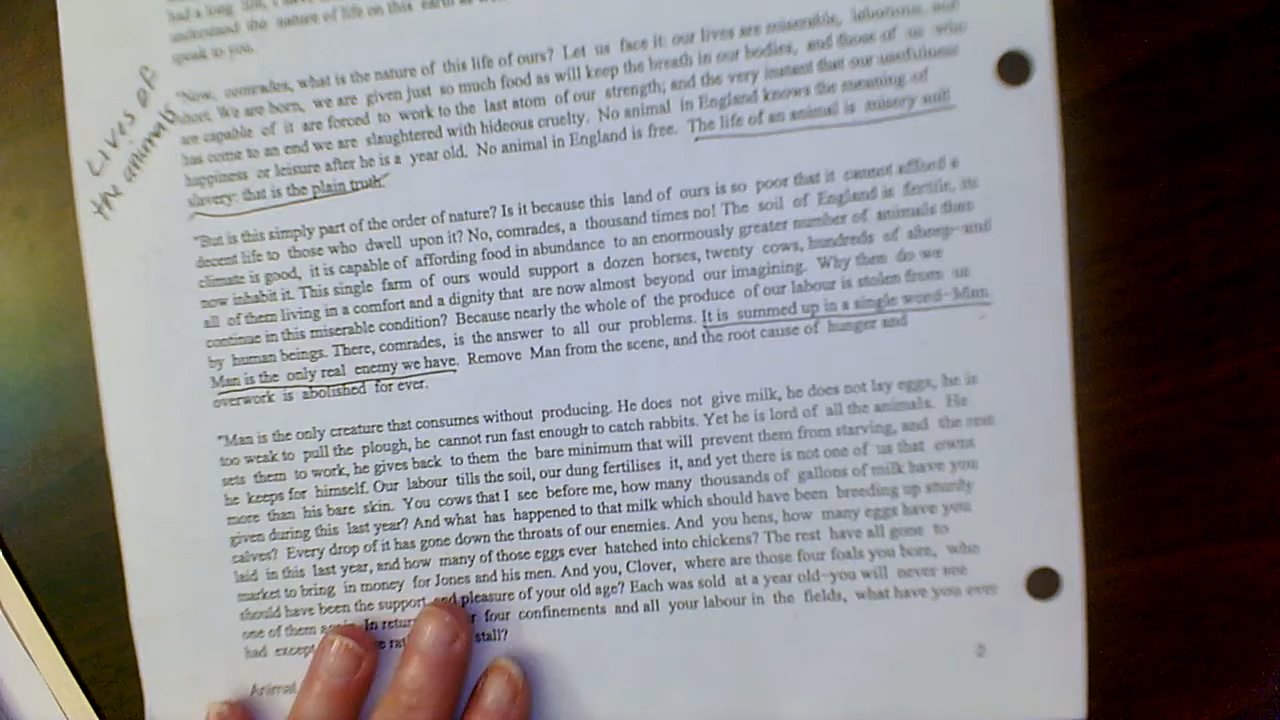 had a long life, I have
understand the nature of life on this earth as well
speak to you.
Lives of
the animals
"Now, comrades, what is the nature of this life of ours? Let us face it: our lives are miserable, laborious, and
short. We are born, we are given just so much food as will keep the breath in our bodies, and those of us who
are capable of it are forced to work to the last atom of our strength; and the very instant that our usefulness
has come to an end we are slaughtered with hideous cruelty. No animal in England knows the meaning of
happiness or leisure after he is a year old. No animal in England is free. The life of an animal is misery and
slavery: that is the plain truth.
"But is this simply part of the order of nature? Is it because this land of ours is so poor that it cannot afford a
decent life to those who dwell upon it? No, comrades, a thousand times no! The soil of England is fertile, its
climate is good, it is capable of affording food in abundance to an enormously greater number of animals than
now inhabit it. This single farm of ours would support a dozen horses, twenty cows, hundreds of sheep-and
all of them living in a comfort and a dignity that are now almost beyond our imagining. Why then do we
continue in this miserable condition? Because nearly the whole of the produce of our labour is stolen from us
by human beings. There, comrades, is the answer to all our problems. It is summed up in a single word-Man
Man is the only real enemy we have. Remove Man from the scene, and the root cause of hunger and
overwork is abolished for ever.
"Man is the only creature that consumes without producing. He does not give milk, he does not lay eggs, he is
too weak to pull the plough, he cannot run fast enough to catch rabbits. Yet he is lord of all the animals. He
sets them to work, he gives back to them the bare minimum that will prevent them from starving, and the rest
he keeps for himself. Our labour tills the soil, our dung fertilises it, and yet there is not one of us that owns
more than his bare skin. You cows that I see before me, how many thousands of gallons of milk have you
given during this last year? And what has happened to that milk which should have been breeding up sturdy
calves? Every drop of it has gone down the throats of our enemies. And you hens, how many eggs have you
laid in this last year, and how many of those eggs ever hatched into chickens? The rest have all gone to
market to bring in money for Jones and his men. And you, Clover, where are those four foals you bore, who
should have been the support and pleasure of your old age? Each was sold at a year old-you will never see
one of them again. In return four confinements and all your labour in the fields, what have you ever
had except stall?
Animal
2